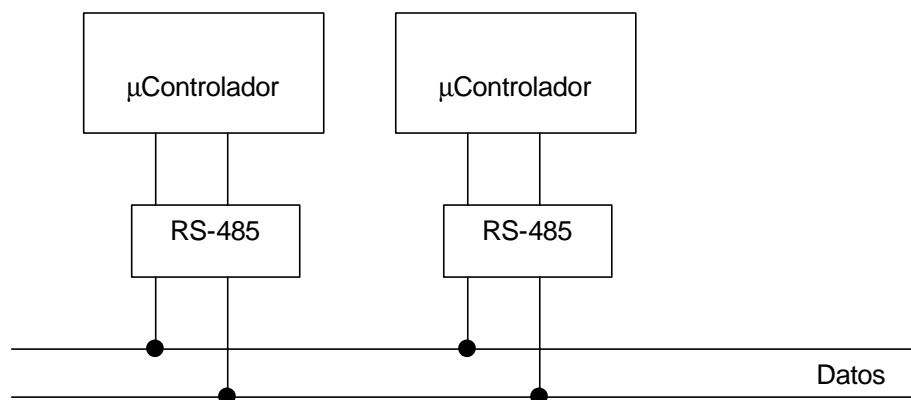 μControlador
μControlador
RS-485
RS-485
Datos